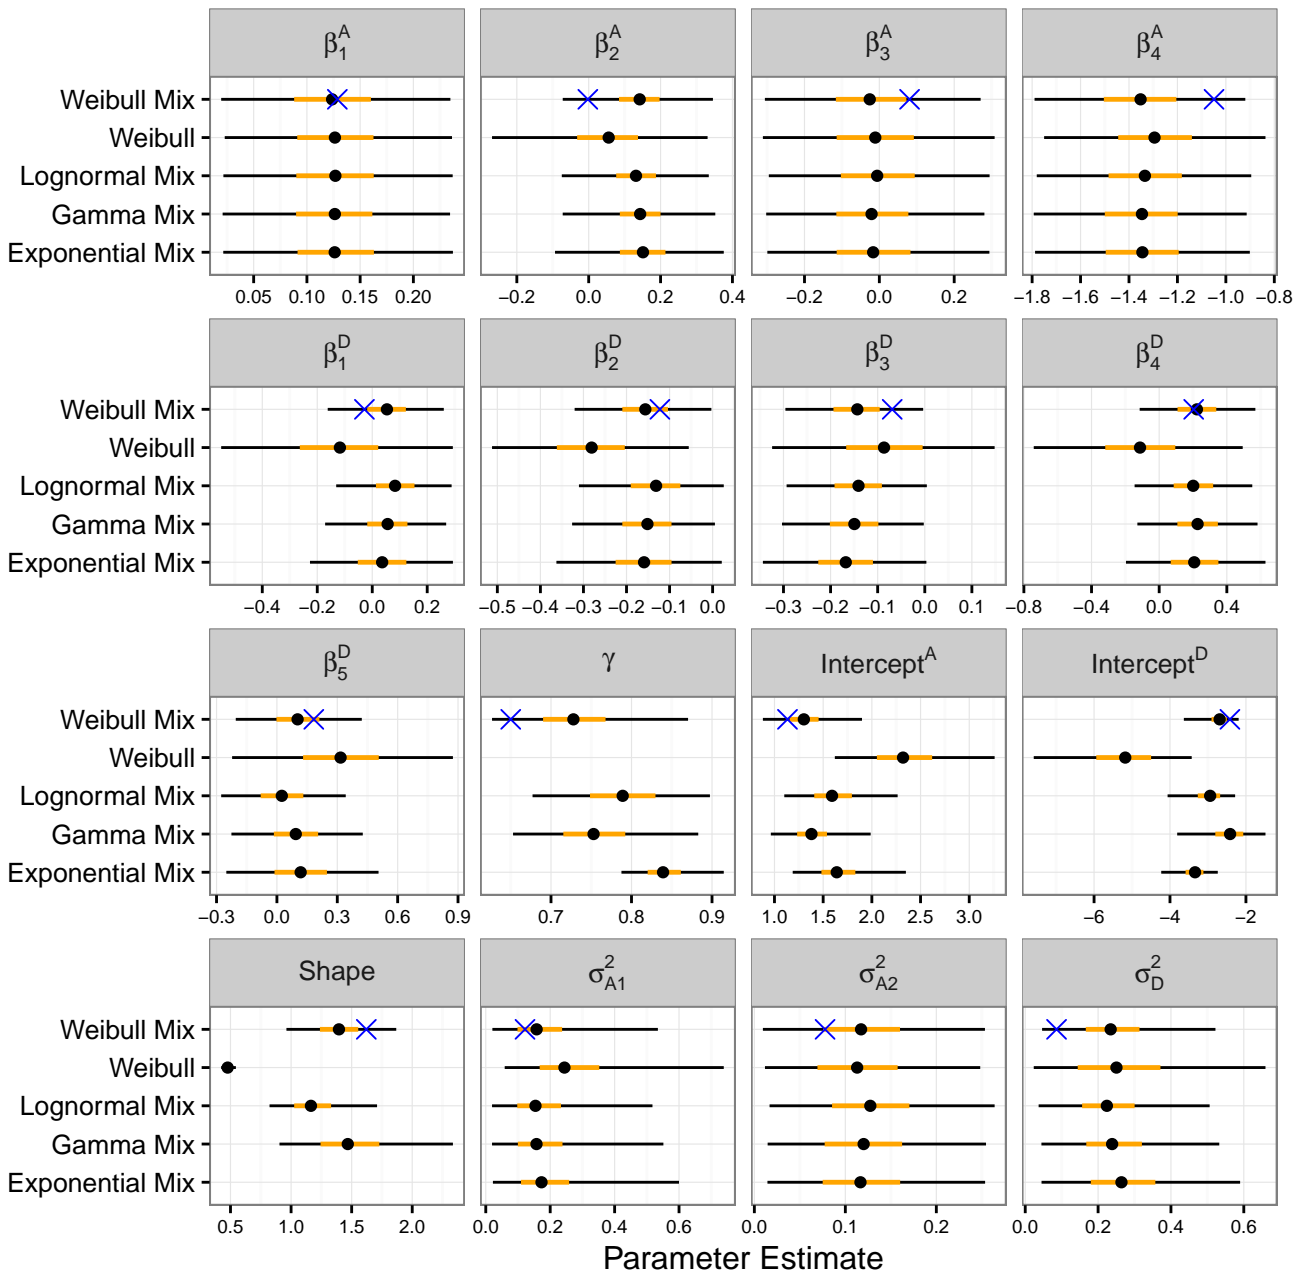 β₁ᴬ β₂ᴬ β₃ᴬ β₄ᴬ
Weibull Mix
Weibull
Lognormal Mix
Gamma Mix
Exponential Mix
0.05 0.10 0.15 0.20 −0.2 0.0 0.2 0.4 −0.2 0.0 0.2 −1.8 −1.6 −1.4 −1.2 −1.0 −0.8
β₁ᴰ β₂ᴰ β₃ᴰ β₄ᴰ
Weibull Mix
Weibull
Lognormal Mix
Gamma Mix
Exponential Mix
−0.4 −0.2 0.0 0.2 −0.5 −0.4 −0.3 −0.2 −0.1 0.0 −0.3 −0.2 −0.1 0.0 0.1 −0.8 −0.4 0.0 0.4
β₅ᴰ γ Interceptᴬ Interceptᴰ
Weibull Mix
Weibull
Lognormal Mix
Gamma Mix
Exponential Mix
−0.3 0.0 0.3 0.6 0.9 0.7 0.8 0.9 1.0 1.5 2.0 2.5 3.0 −6 −4 −2
Shape σ²A1 σ²A2 σ²D
Weibull Mix
Weibull
Lognormal Mix
Gamma Mix
Exponential Mix
0.5 1.0 1.5 2.0 0.0 0.2 0.4 0.6 0.0 0.1 0.2 0.0 0.2 0.4 0.6
Parameter Estimate